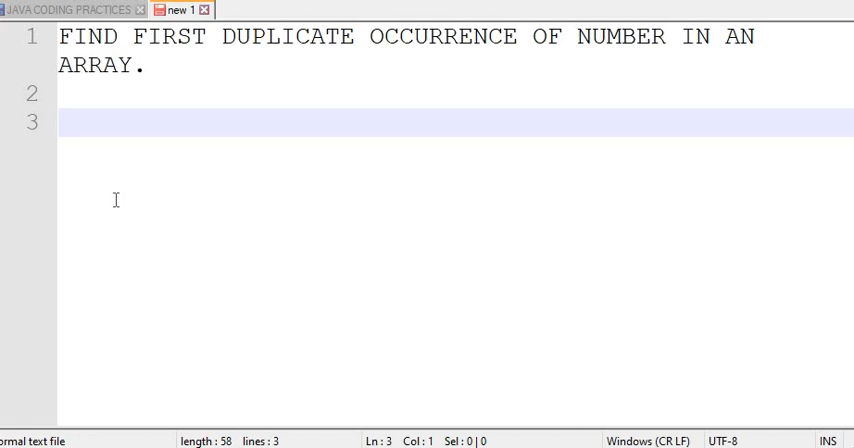 JAVA CODING PRACTICES new 1
1 FIND FIRST DUPLICATE OCCURRENCE OF NUMBER IN AN
ARRAY.
2
3
ormal text file length : 58 lines : 3 Ln : 3 Col : 1 Sel : 0 | 0 Windows (CR LF) UTF-8 INS